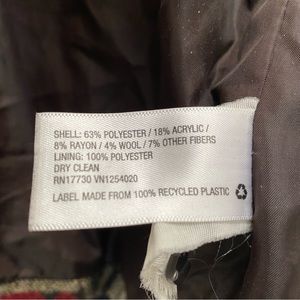 SHELL: 63% POLYESTER / 18% ACRYLIC /
8% RAYON / 4% WOOL / 7% OTHER FIBERS
LINING: 100% POLYESTER
DRY CLEAN
RN17730 VN1254020
LABEL MADE FROM 100% RECYCLED PLASTIC